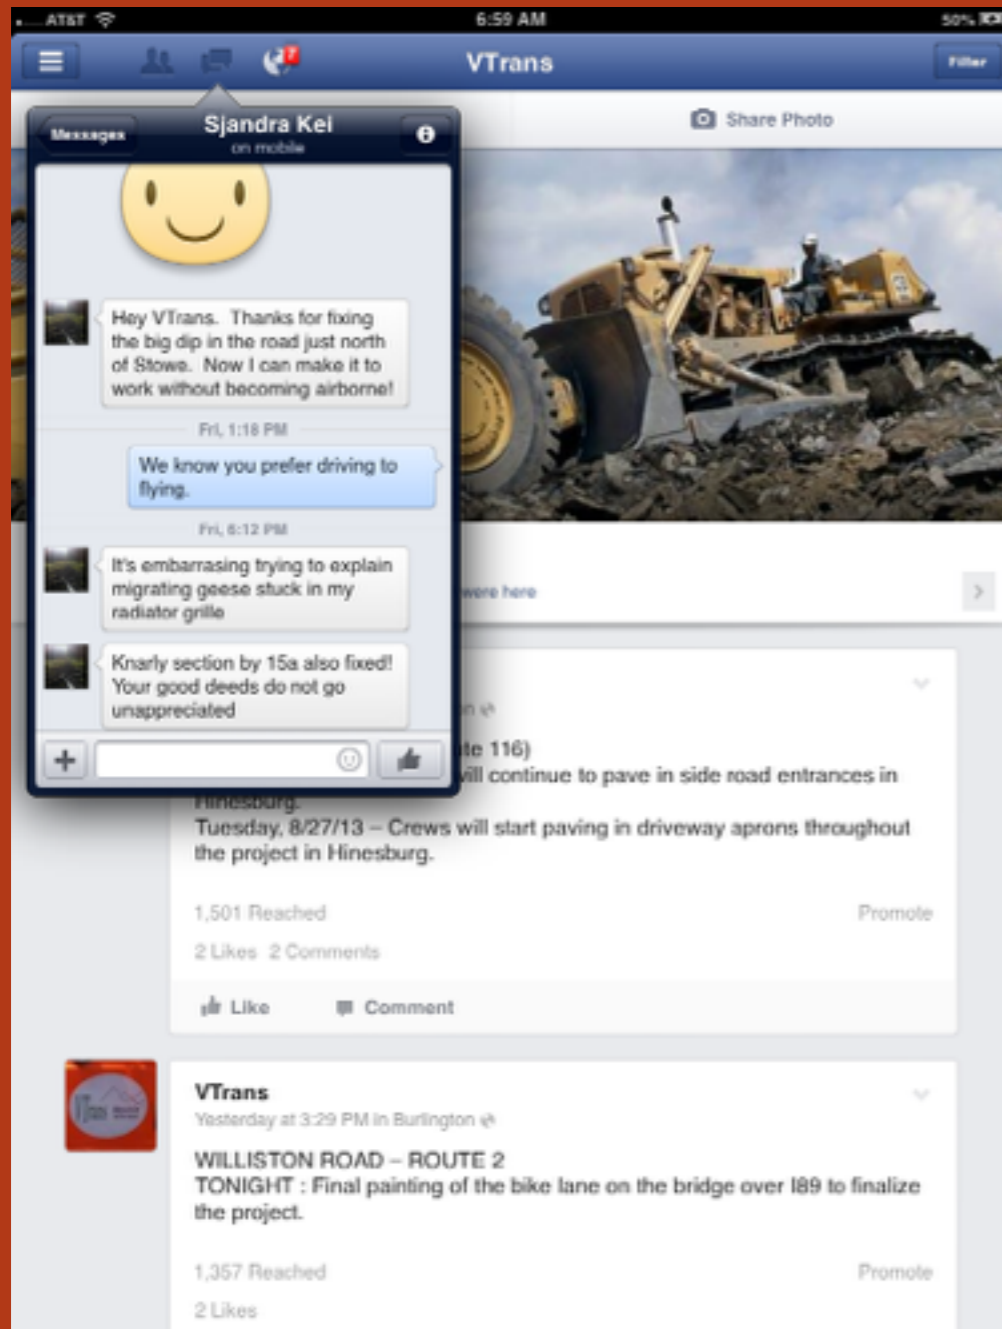 AT&T
6:59 AM
50%
7
VTrans
Filter
Share Photo
Messages
Sjandra Kei
on mobile
Hey VTrans. Thanks for fixing
the big dip in the road just north
of Stowe. Now I can make it to
work without becoming airborne!
Fri, 1:18 PM
We know you prefer driving to
flying.
Fri, 6:12 PM
It's embarrasing trying to explain
migrating geese stuck in my
radiator grille
Knarly section by 15a also fixed!
Your good deeds do not go
unappreciated
were here
116)
will continue to pave in side road entrances in
Hinesburg.
Tuesday, 8/27/13 – Crews will start paving in driveway aprons throughout
the project in Hinesburg.
1,501 Reached
Promote
2 Likes 2 Comments
Like
Comment
VTrans
VTrans
Yesterday at 3:29 PM in Burlington
WILLISTON ROAD – ROUTE 2
TONIGHT : Final painting of the bike lane on the bridge over I89 to finalize
the project.
1,357 Reached
Promote
2 Likes